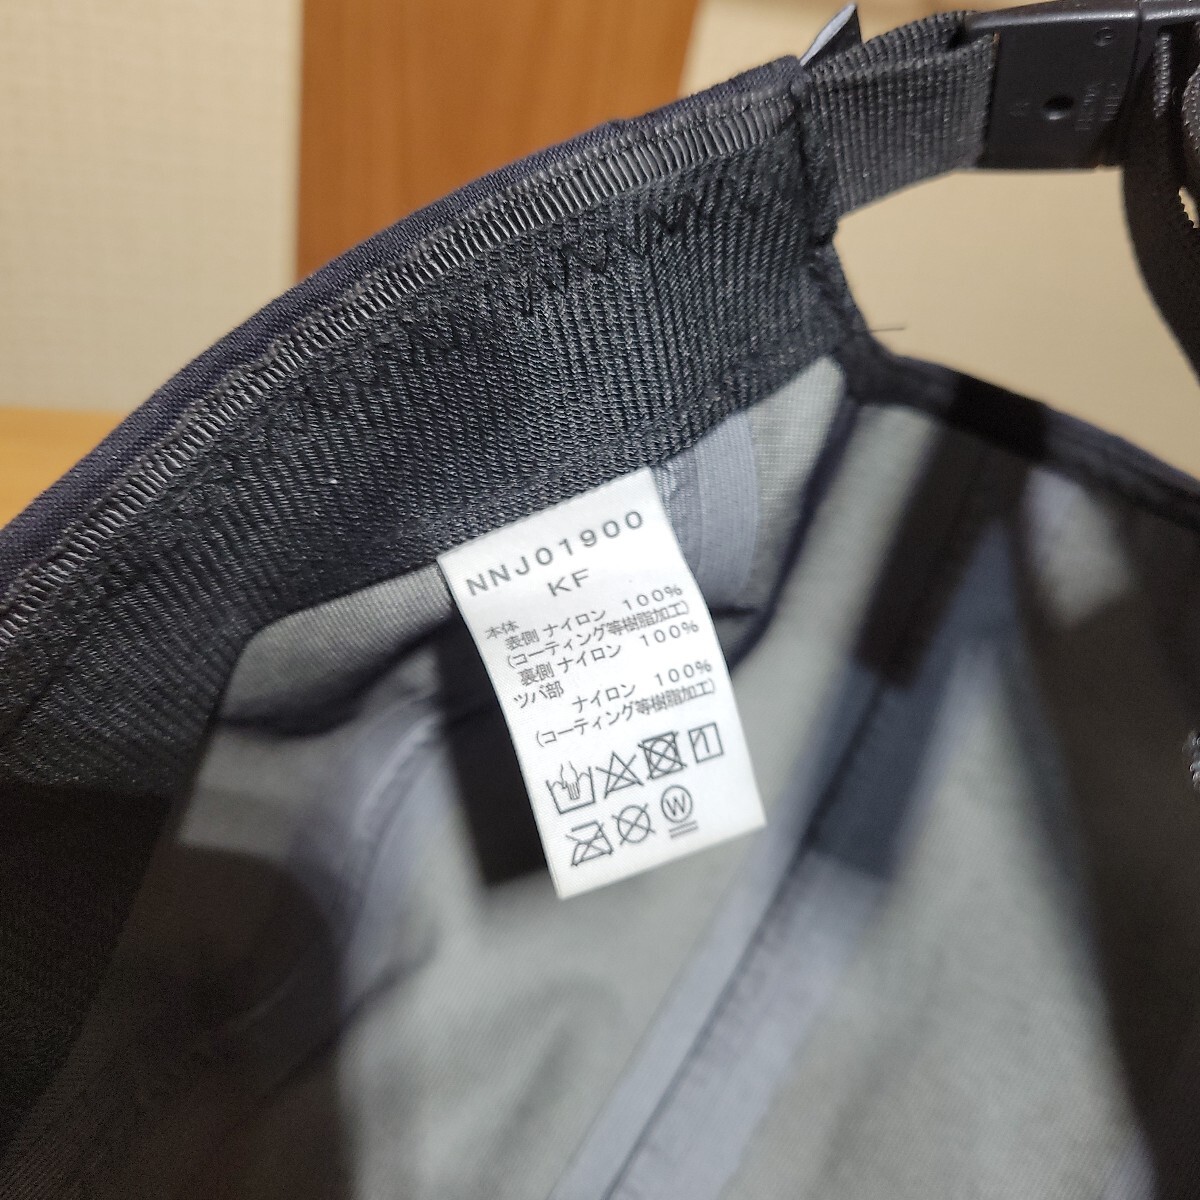 NNJ01900
KF
本体
表側 ナイロン 100%
(コーティング等樹脂加工)
裏側 ナイロン 100%
ツバ部
ナイロン 100%
(コーティング等樹脂加工)
W